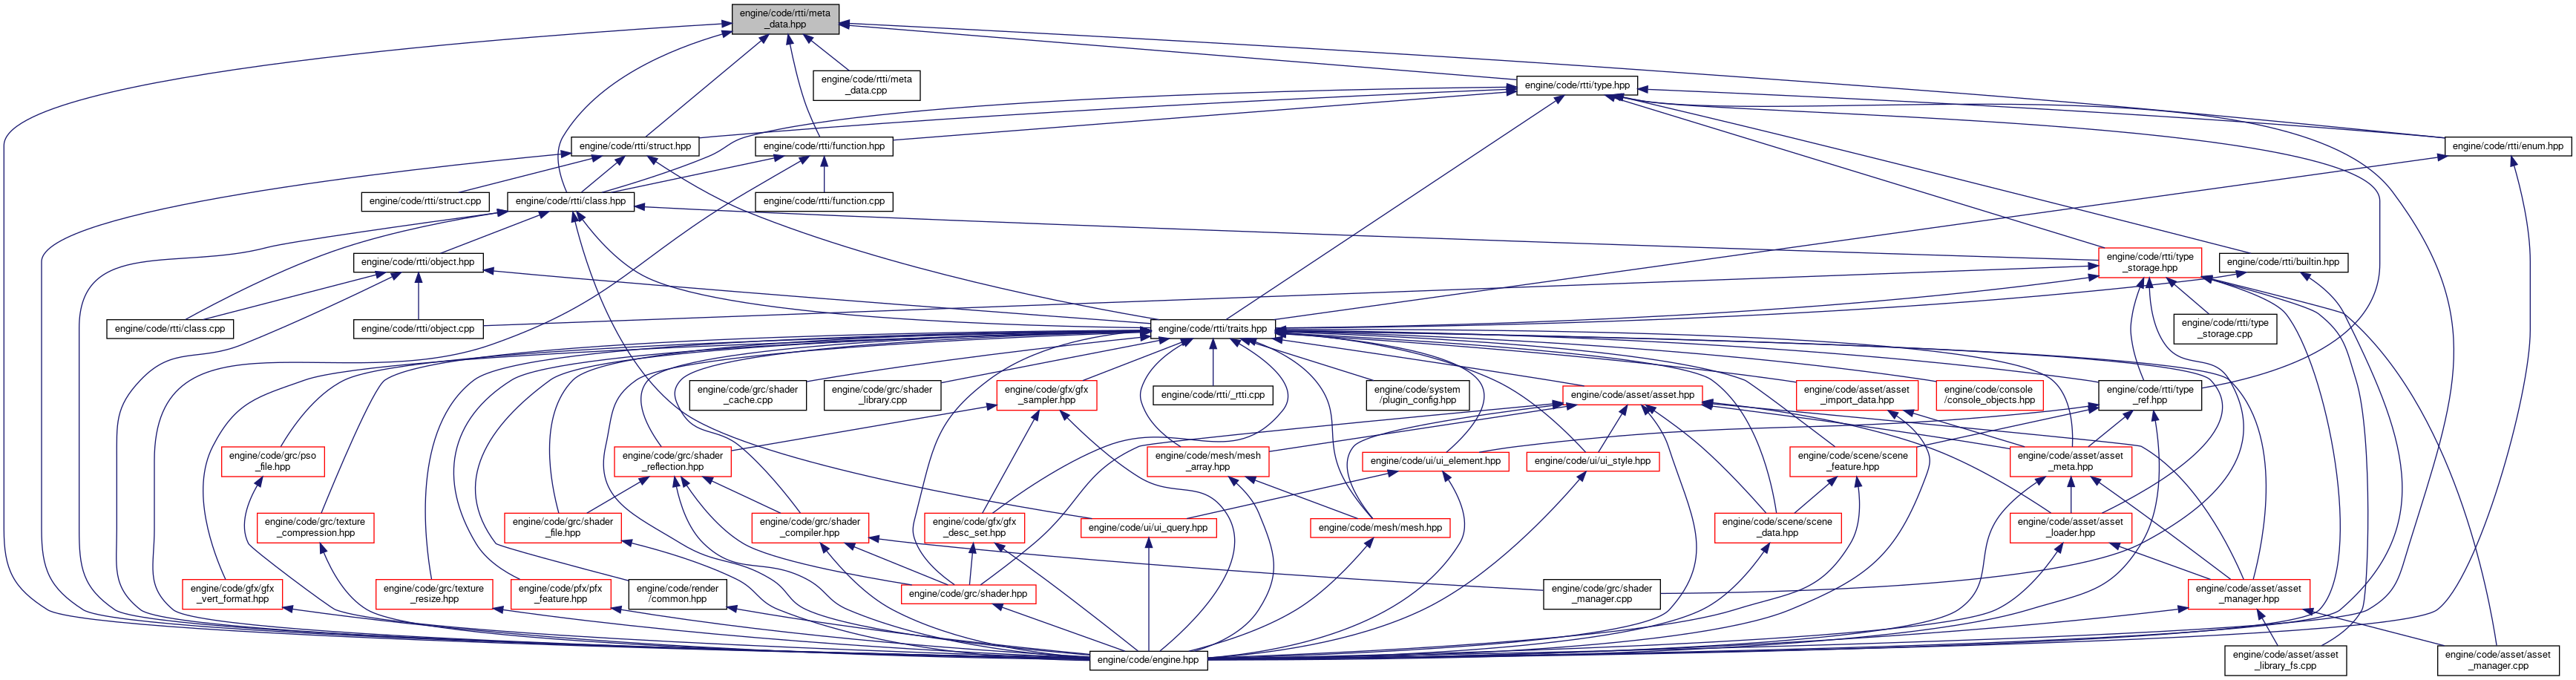 engine/code/rtti/meta
_data.hpp
engine/code/rtti/meta
_data.cpp
engine/code/rtti/type.hpp
engine/code/rtti/struct.hpp
engine/code/rtti/function.hpp
engine/code/rtti/enum.hpp
engine/code/rtti/struct.cpp
engine/code/rtti/class.hpp
engine/code/rtti/function.cpp
engine/code/rtti/object.hpp
engine/code/rtti/type
_storage.hpp
engine/code/rtti/builtin.hpp
engine/code/rtti/class.cpp
engine/code/rtti/object.cpp
engine/code/rtti/traits.hpp
engine/code/rtti/type
_storage.cpp
engine/code/grc/shader
_cache.cpp
engine/code/grc/shader
_library.cpp
engine/code/gfx/gfx
_sampler.hpp
engine/code/rtti/_rtti.cpp
engine/code/system
/plugin_config.hpp
engine/code/asset/asset.hpp
engine/code/asset/asset
_import_data.hpp
engine/code/console
/console_objects.hpp
engine/code/rtti/type
_ref.hpp
engine/code/grc/pso
_file.hpp
engine/code/grc/shader
_reflection.hpp
engine/code/mesh/mesh
_array.hpp
engine/code/ui/ui_element.hpp
engine/code/ui/ui_style.hpp
engine/code/scene/scene
_feature.hpp
engine/code/asset/asset
_meta.hpp
engine/code/grc/texture
_compression.hpp
engine/code/grc/shader
_file.hpp
engine/code/grc/shader
_compiler.hpp
engine/code/gfx/gfx
_desc_set.hpp
engine/code/ui/ui_query.hpp
engine/code/mesh/mesh.hpp
engine/code/scene/scene
_data.hpp
engine/code/asset/asset
_loader.hpp
engine/code/gfx/gfx
_vert_format.hpp
engine/code/grc/texture
_resize.hpp
engine/code/pfx/pfx
_feature.hpp
engine/code/render
/common.hpp
engine/code/grc/shader.hpp
engine/code/grc/shader
_manager.cpp
engine/code/asset/asset
_manager.hpp
engine/code/engine.hpp
engine/code/asset/asset
_library_fs.cpp
engine/code/asset/asset
_manager.cpp